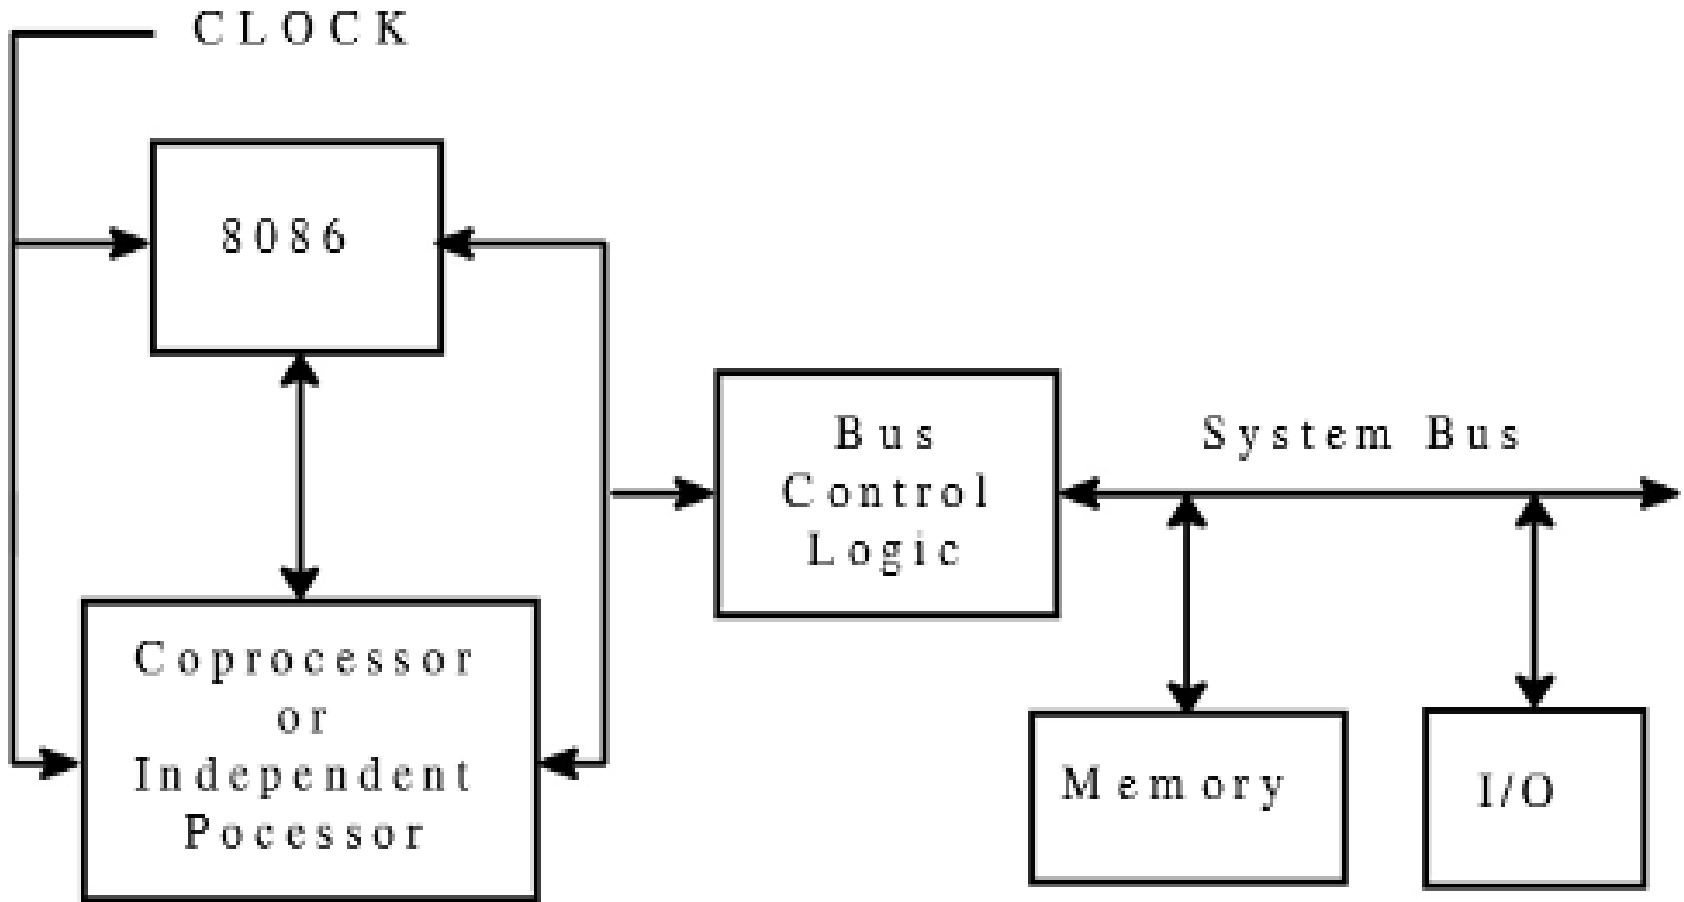 CLOCK
8086
Bus
Control
Logic
System Bus
Coprocessor
or
Independent
Pocessor
Memory
I/O